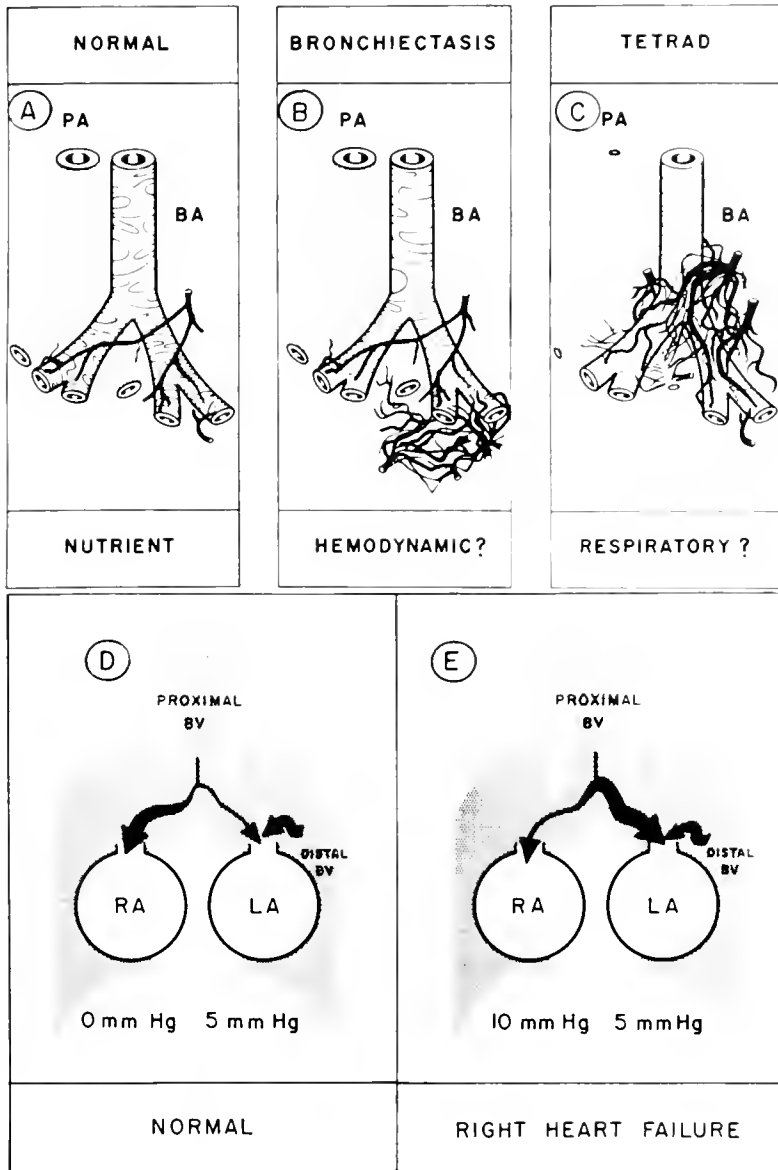 NORMAL
BRONCHIECTASIS
TETRAD
A
PA
BA
B
PA
BA
C
PA
BA
NUTRIENT
HEMODYNAMIC?
RESPIRATORY ?
D
PROXIMAL
BV
DISTAL
BV
RA
LA
0 mm Hg 5 mm Hg
NORMAL
E
PROXIMAL
BV
DISTAL
BV
RA
LA
10 mm Hg 5 mm Hg
RIGHT HEART FAILURE